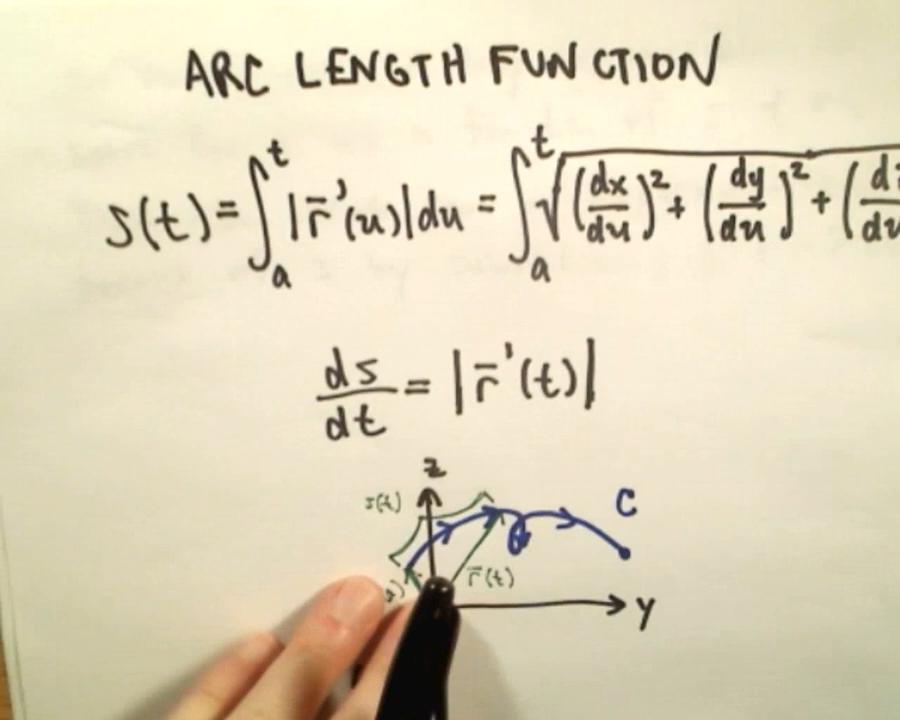 ARC LENGTH FUNCTION
s(t) = ∫ₐᵗ |r̄'(u)| du = ∫ₐᵗ √(dx/du)² + (dy/du)² + (d
ds/dt = |r̄'(t)|
z
s(t)
C
r̄(t)
a)
y